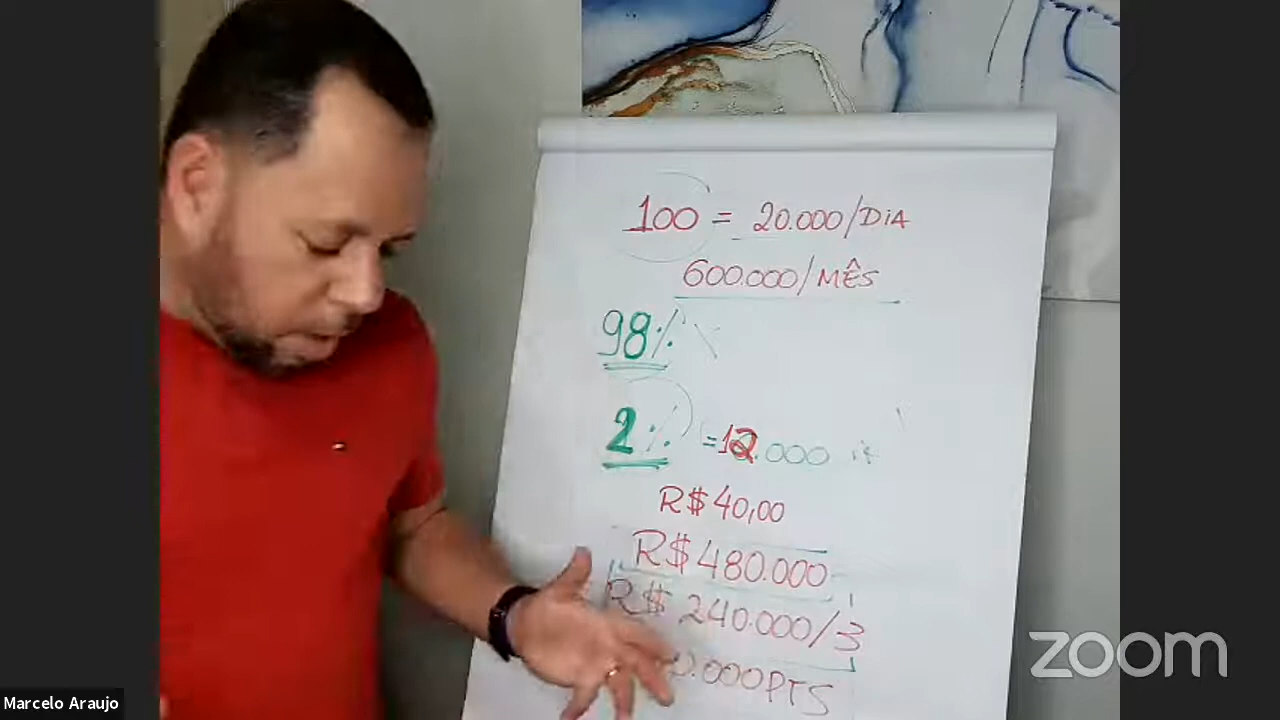 100 = 20.000/DIA
600.000/MÊS
98%
2% = 12.000
R$ 40,00
R$ 480.000
R$ 240.000/3
0.000 PTS
zoom
Marcelo Araujo